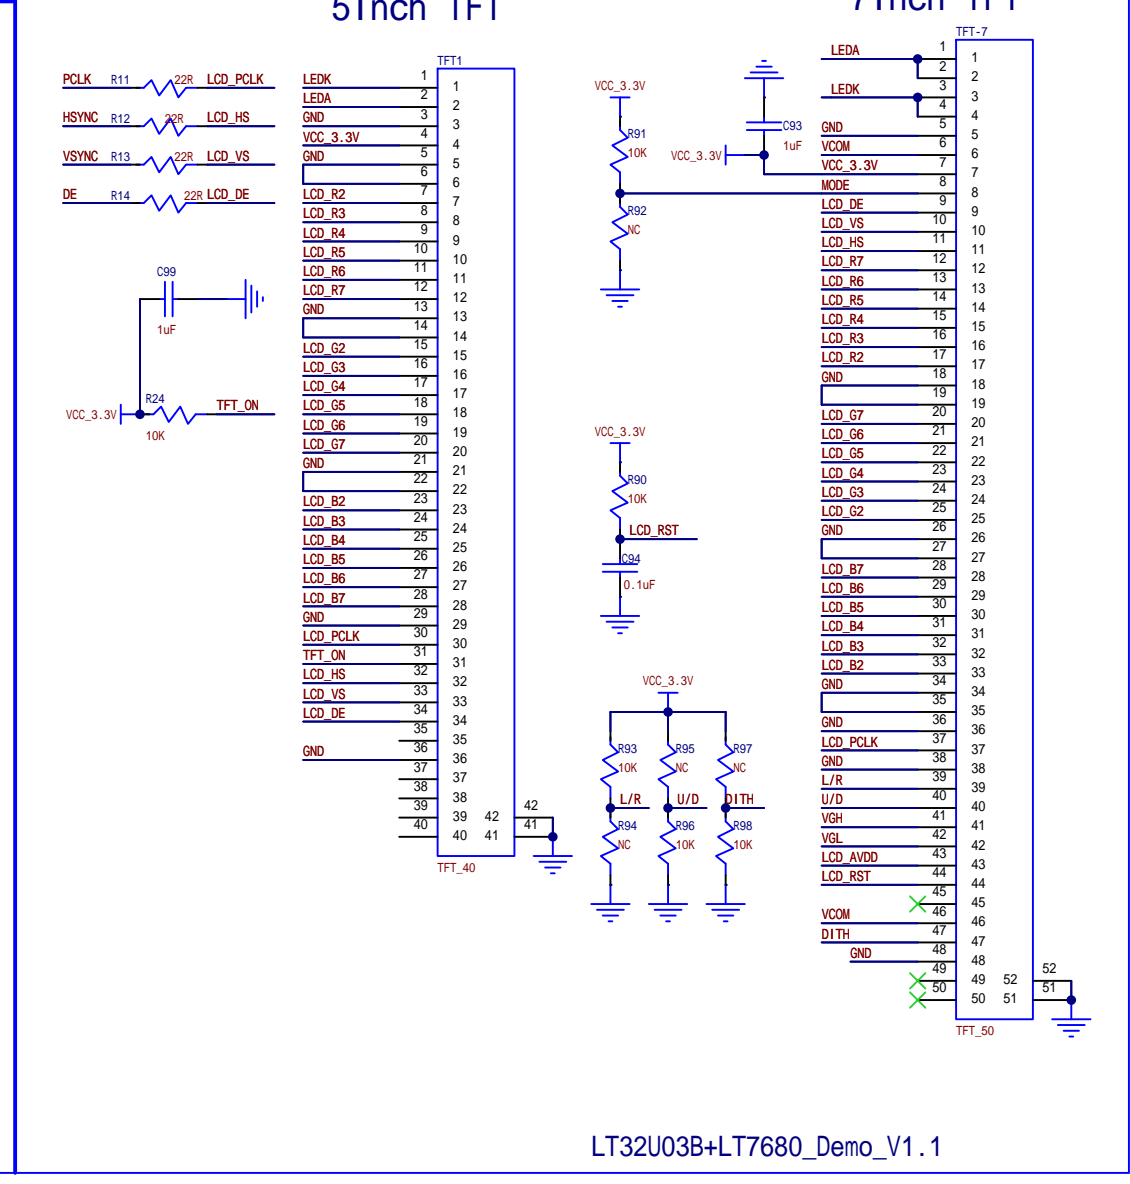 5Inch TFT
7Inch TFT
PCLK R11 22R LCD_PCLK
HSYNC R12 22R LCD_HS
VSYNC R13 22R LCD_VS
DE R14 22R LCD_DE
C99
1uF
R24
VCC_3.3V TFT_ON
10K
TFT1
LEDK 1 1
LEDA 2 2
GND 3 3
VCC_3.3V 4 4
GND 5 5
6 6
LCD_R2 7 7
LCD_R3 8 8
LCD_R4 9 9
LCD_R5 10 10
LCD_R6 11 11
LCD_R7 12 12
GND 13 13
14 14
LCD_G2 15 15
LCD_G3 16 16
LCD_G4 17 17
LCD_G5 18 18
LCD_G6 19 19
LCD_G7 20 20
GND 21 21
22 22
LCD_B2 23 23
LCD_B3 24 24
LCD_B4 25 25
LCD_B5 26 26
LCD_B6 27 27
LCD_B7 28 28
GND 29 29
LCD_PCLK 30 30
TFT_ON 31 31
LCD_HS 32 32
LCD_VS 33 33
LCD_DE 34 34
35 35
GND 36 36
37 37
38 38
39 39 42 42
40 40 41 41
TFT_40
VCC_3.3V
R91
10K
R92
NC
C93
1uF
VCC_3.3V
VCC_3.3V
R90
10K
LCD_RST
C94
0.1uF
VCC_3.3V
R93 R95 R97
10K NC NC
L/R U/D DITH
R94 R96 R98
NC 10K 10K
TFT-7
LEDA 1 1
2 2
LEDK 3 3
4 4
GND 5 5
VCOM 6 6
VCC_3.3V 7 7
MODE 8 8
LCD_DE 9 9
LCD_VS 10 10
LCD_HS 11 11
LCD_R7 12 12
LCD_R6 13 13
LCD_R5 14 14
LCD_R4 15 15
LCD_R3 16 16
LCD_R2 17 17
GND 18 18
19 19
LCD_G7 20 20
LCD_G6 21 21
LCD_G5 22 22
LCD_G4 23 23
LCD_G3 24 24
LCD_G2 25 25
GND 26 26
27 27
LCD_B7 28 28
LCD_B6 29 29
LCD_B5 30 30
LCD_B4 31 31
LCD_B3 32 32
LCD_B2 33 33
GND 34 34
35 35
GND 36 36
LCD_PCLK 37 37
GND 38 38
L/R 39 39
U/D 40 40
VGH 41 41
VGL 42 42
LCD_AVDD 43 43
LCD_RST 44 44
45 45
VCOM 46 46
DITH 47 47
GND 48 48
49 49 52 52
50 50 51 51
TFT_50
LT32U03B+LT7680_Demo_V1.1